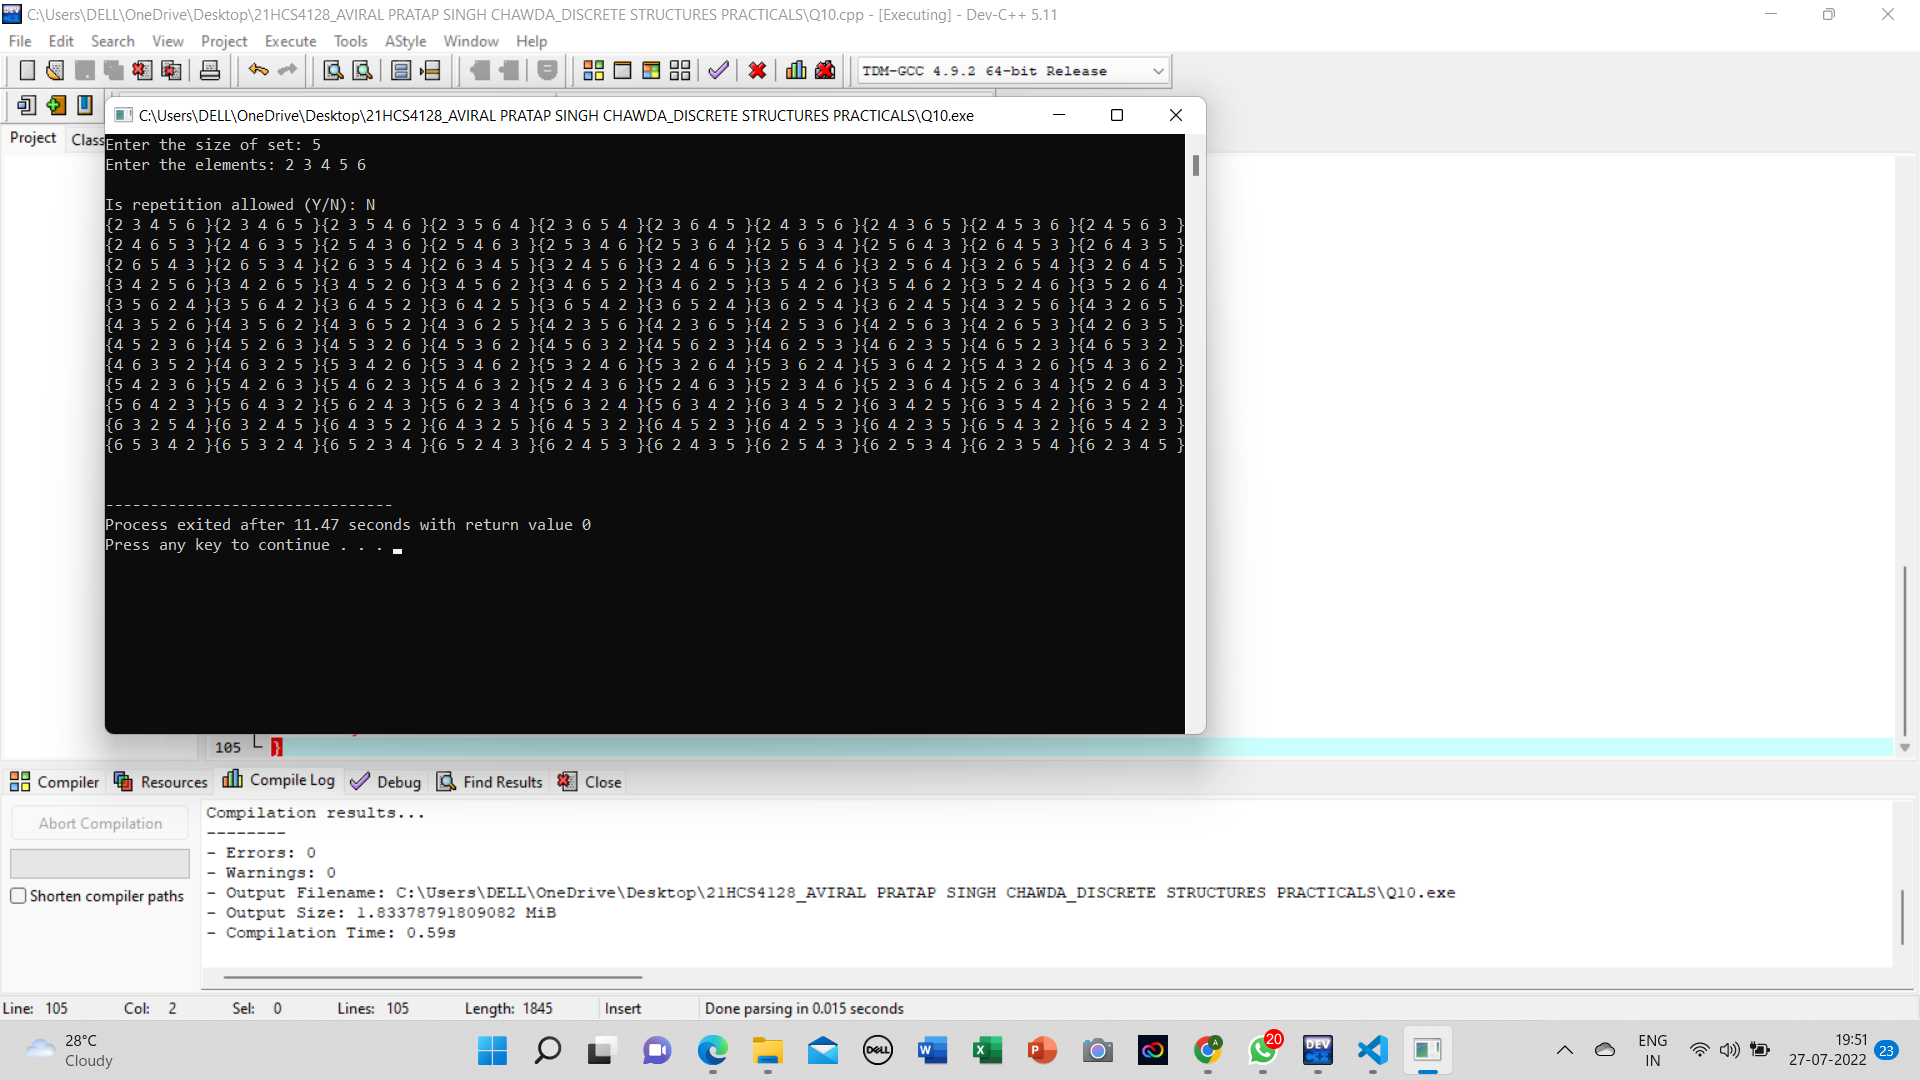 C:\Users\DELL\OneDrive\Desktop\21HCS4128_AVIRAL PRATAP SINGH CHAWDA_DISCRETE STRUCTURES PRACTICALS\Q10.cpp - [Executing] - Dev-C++ 5.11
File Edit Search View Project Execute Tools AStyle Window Help
TDM-GCC 4.9.2 64-bit Release
C:\Users\DELL\OneDrive\Desktop\21HCS4128_AVIRAL PRATAP SINGH CHAWDA_DISCRETE STRUCTURES PRACTICALS\Q10.exe
Project Class
Enter the size of set: 5
Enter the elements: 2 3 4 5 6
Is repetition allowed (Y/N): N
{2 3 4 5 6 }{2 3 4 6 5 }{2 3 5 4 6 }{2 3 5 6 4 }{2 3 6 5 4 }{2 3 6 4 5 }{2 4 3 5 6 }{2 4 3 6 5 }{2 4 5 3 6 }{2 4 5 6 3 }
{2 4 6 5 3 }{2 4 6 3 5 }{2 5 4 3 6 }{2 5 4 6 3 }{2 5 3 4 6 }{2 5 3 6 4 }{2 5 6 3 4 }{2 5 6 4 3 }{2 6 4 5 3 }{2 6 4 3 5 }
{2 6 5 4 3 }{2 6 5 3 4 }{2 6 3 5 4 }{2 6 3 4 5 }{3 2 4 5 6 }{3 2 4 6 5 }{3 2 5 4 6 }{3 2 5 6 4 }{3 2 6 5 4 }{3 2 6 4 5 }
{3 4 2 5 6 }{3 4 2 6 5 }{3 4 5 2 6 }{3 4 5 6 2 }{3 4 6 5 2 }{3 4 6 2 5 }{3 5 4 2 6 }{3 5 4 6 2 }{3 5 2 4 6 }{3 5 2 6 4 }
{3 5 6 2 4 }{3 5 6 4 2 }{3 6 4 5 2 }{3 6 4 2 5 }{3 6 5 4 2 }{3 6 5 2 4 }{3 6 2 5 4 }{3 6 2 4 5 }{4 3 2 5 6 }{4 3 2 6 5 }
{4 3 5 2 6 }{4 3 5 6 2 }{4 3 6 5 2 }{4 3 6 2 5 }{4 2 3 5 6 }{4 2 3 6 5 }{4 2 5 3 6 }{4 2 5 6 3 }{4 2 6 5 3 }{4 2 6 3 5 }
{4 5 2 3 6 }{4 5 2 6 3 }{4 5 3 2 6 }{4 5 3 6 2 }{4 5 6 3 2 }{4 5 6 2 3 }{4 6 2 5 3 }{4 6 2 3 5 }{4 6 5 2 3 }{4 6 5 3 2 }
{4 6 3 5 2 }{4 6 3 2 5 }{5 3 4 2 6 }{5 3 4 6 2 }{5 3 2 4 6 }{5 3 2 6 4 }{5 3 6 2 4 }{5 3 6 4 2 }{5 4 3 2 6 }{5 4 3 6 2 }
{5 4 2 3 6 }{5 4 2 6 3 }{5 4 6 2 3 }{5 4 6 3 2 }{5 2 4 3 6 }{5 2 4 6 3 }{5 2 3 4 6 }{5 2 3 6 4 }{5 2 6 3 4 }{5 2 6 4 3 }
{5 6 4 2 3 }{5 6 4 3 2 }{5 6 2 4 3 }{5 6 2 3 4 }{5 6 3 2 4 }{5 6 3 4 2 }{6 3 4 5 2 }{6 3 4 2 5 }{6 3 5 4 2 }{6 3 5 2 4 }
{6 3 2 5 4 }{6 3 2 4 5 }{6 4 3 5 2 }{6 4 3 2 5 }{6 4 5 3 2 }{6 4 5 2 3 }{6 4 2 5 3 }{6 4 2 3 5 }{6 5 4 3 2 }{6 5 4 2 3 }
{6 5 3 4 2 }{6 5 3 2 4 }{6 5 2 3 4 }{6 5 2 4 3 }{6 2 4 5 3 }{6 2 4 3 5 }{6 2 5 4 3 }{6 2 5 3 4 }{6 2 3 5 4 }{6 2 3 4 5 }
--------------------------------
Process exited after 11.47 seconds with return value 0
Press any key to continue . . .
105 }
Compiler Resources Compile Log Debug Find Results Close
Abort Compilation
Shorten compiler paths
Compilation results...
--------
- Errors: 0
- Warnings: 0
- Output Filename: C:\Users\DELL\OneDrive\Desktop\21HCS4128_AVIRAL PRATAP SINGH CHAWDA_DISCRETE STRUCTURES PRACTICALS\Q10.exe
- Output Size: 1.83378791809082 MiB
- Compilation Time: 0.59s
Line: 105 Col: 2 Sel: 0 Lines: 105 Length: 1845 Insert Done parsing in 0.015 seconds
28°C
Cloudy
DELL
20
DEV
ENG
IN
19:51
27-07-2022
23